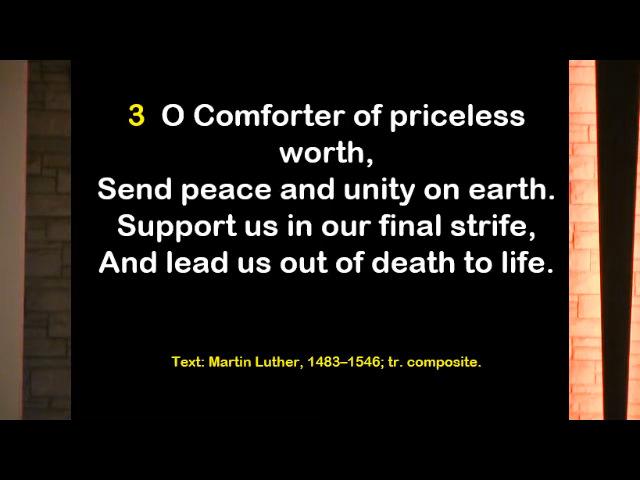 3 O Comforter of priceless
worth,
Send peace and unity on earth.
Support us in our final strife,
And lead us out of death to life.
Text: Martin Luther, 1483–1546; tr. composite.